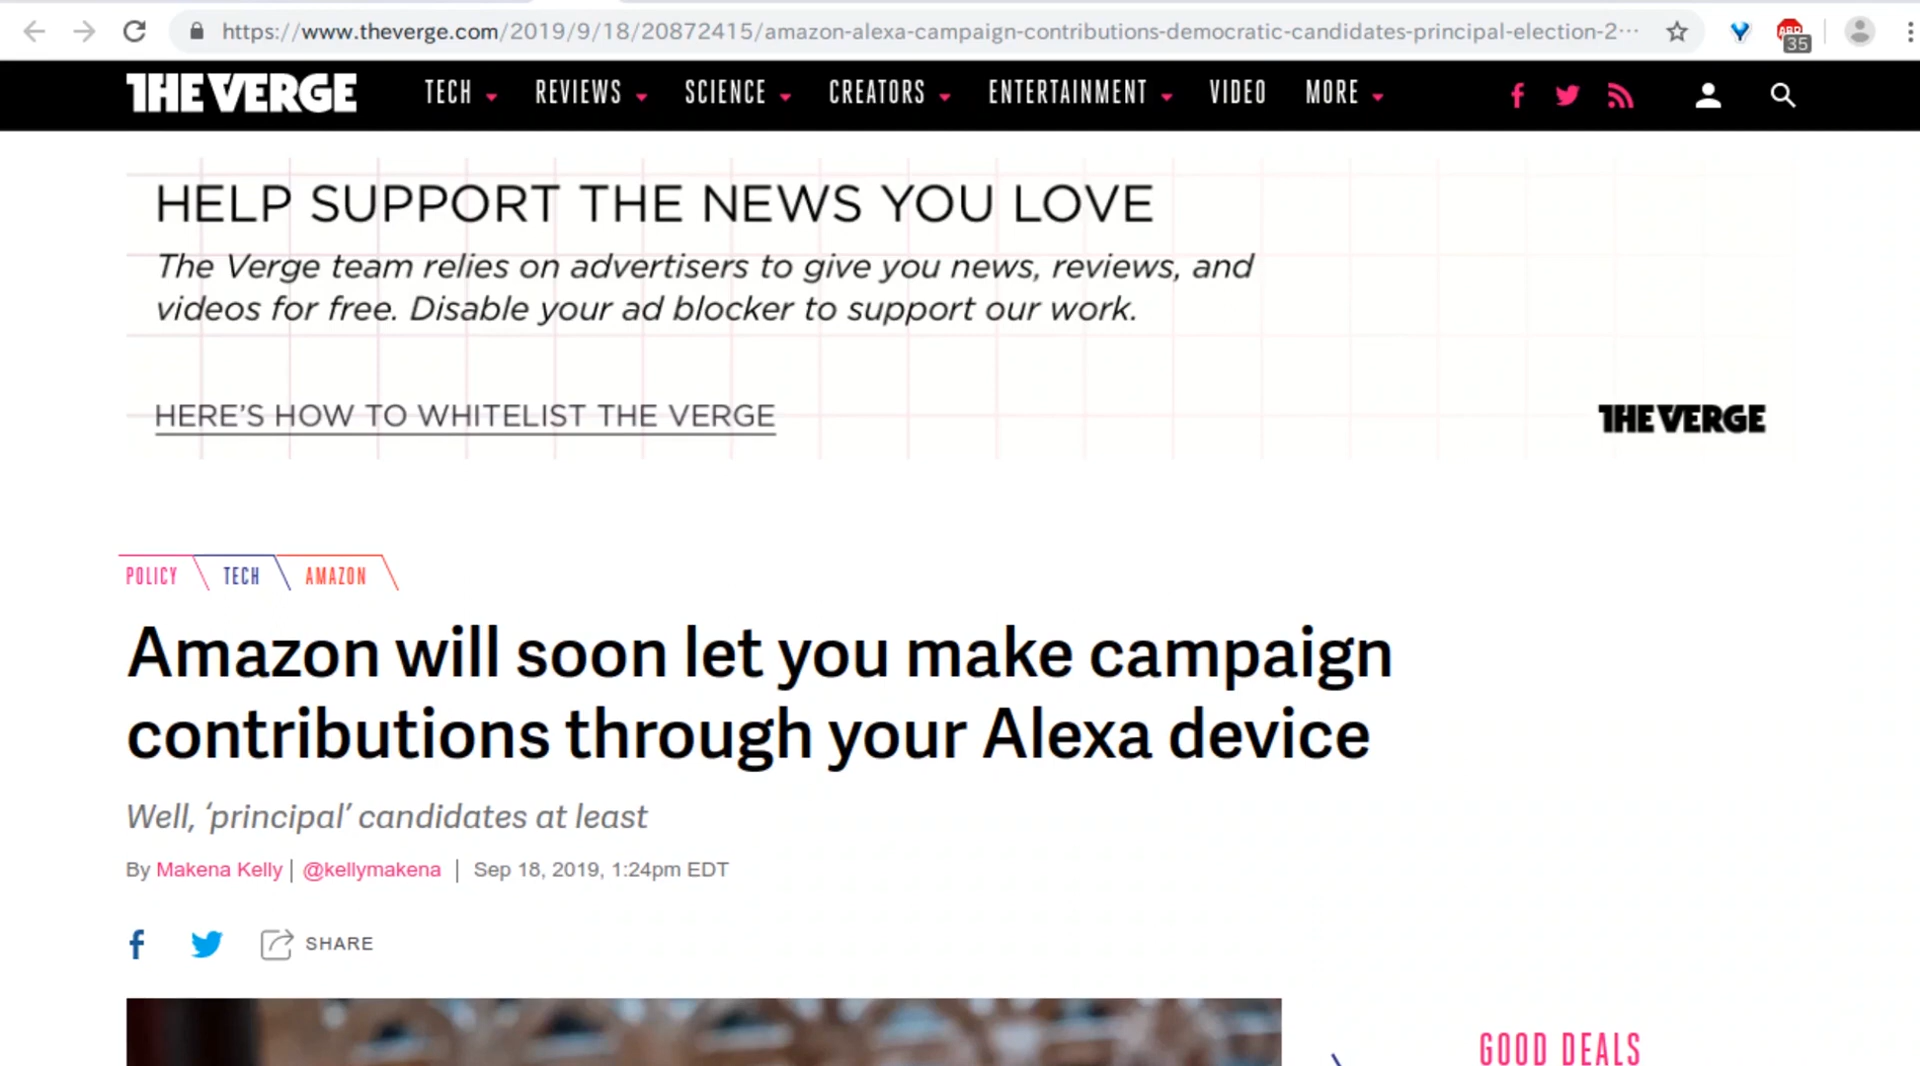 https://www.theverge.com/2019/9/18/20872415/amazon-alexa-campaign-contributions-democratic-candidates-principal-election-2…
ABP
35
THE VERGE
TECH REVIEWS SCIENCE CREATORS ENTERTAINMENT VIDEO MORE
HELP SUPPORT THE NEWS YOU LOVE
The Verge team relies on advertisers to give you news, reviews, and
videos for free. Disable your ad blocker to support our work.
HERE’S HOW TO WHITELIST THE VERGE
THE VERGE
POLICY TECH AMAZON
Amazon will soon let you make campaign
contributions through your Alexa device
Well, ‘principal’ candidates at least
By Makena Kelly | @kellymakena | Sep 18, 2019, 1:24pm EDT
SHARE
GOOD DEALS